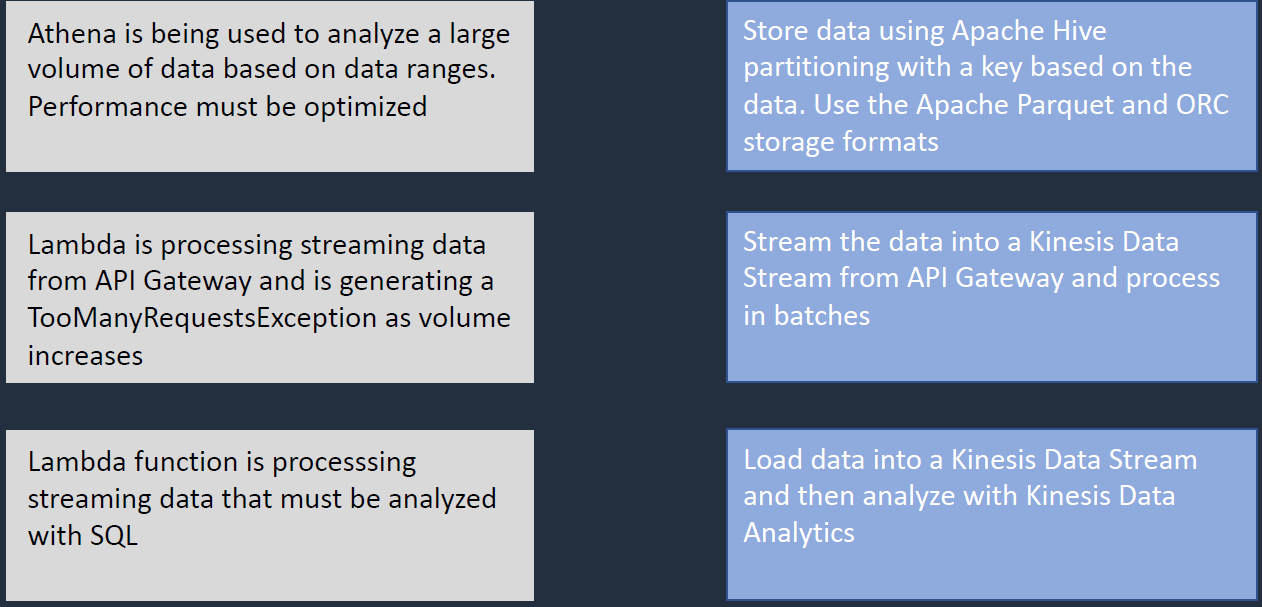 Athena is being used to analyze a large
volume of data based on data ranges.
Performance must be optimized
Store data using Apache Hive
partitioning with a key based on the
data. Use the Apache Parquet and ORC
storage formats
Lambda is processing streaming data
from API Gateway and is generating a
TooManyRequestsException as volume
increases
Stream the data into a Kinesis Data
Stream from API Gateway and process
in batches
Lambda function is processsing
streaming data that must be analyzed
with SQL
Load data into a Kinesis Data Stream
and then analyze with Kinesis Data
Analytics